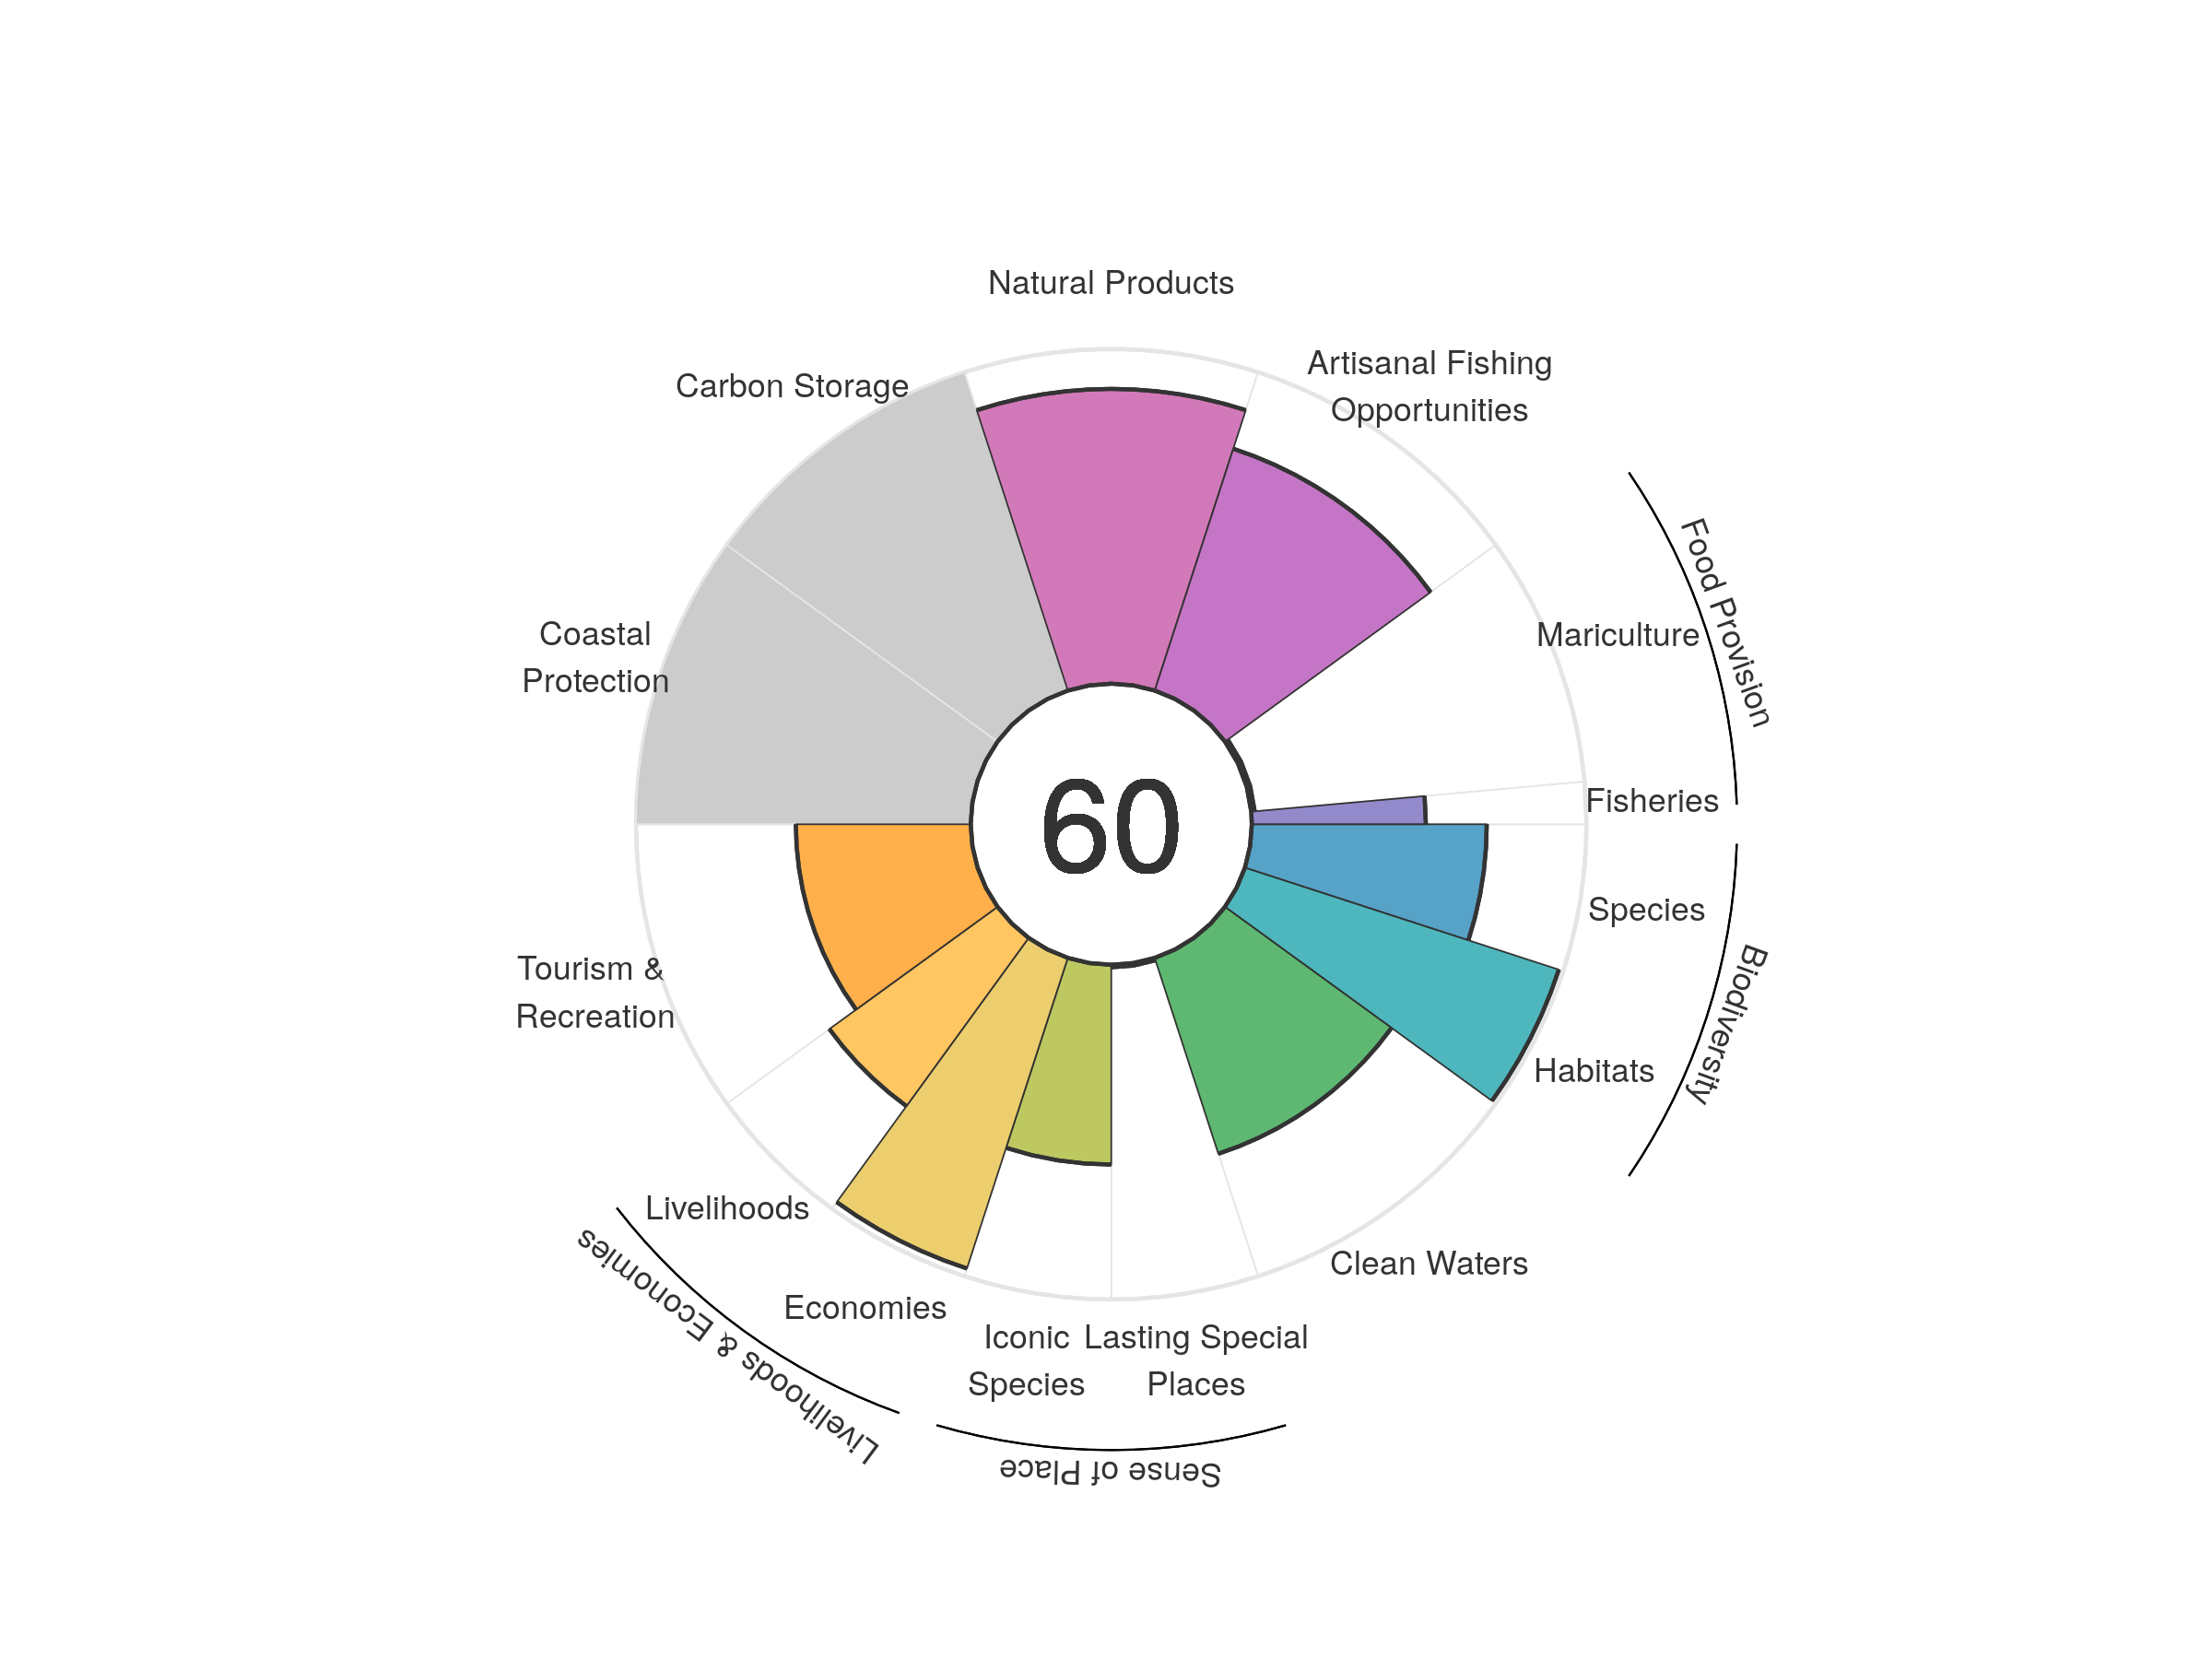 Natural Products
Artisanal Fishing
Opportunities
Carbon Storage
Food Provision
Mariculture
Coastal
Protection
Fisheries
60
Species
Biodiversity
Tourism &
Recreation
Habitats
Livelihoods
Clean Waters
Economies
Livelihoods & Economies
Iconic
Species
Lasting Special
Places
Sense of Place